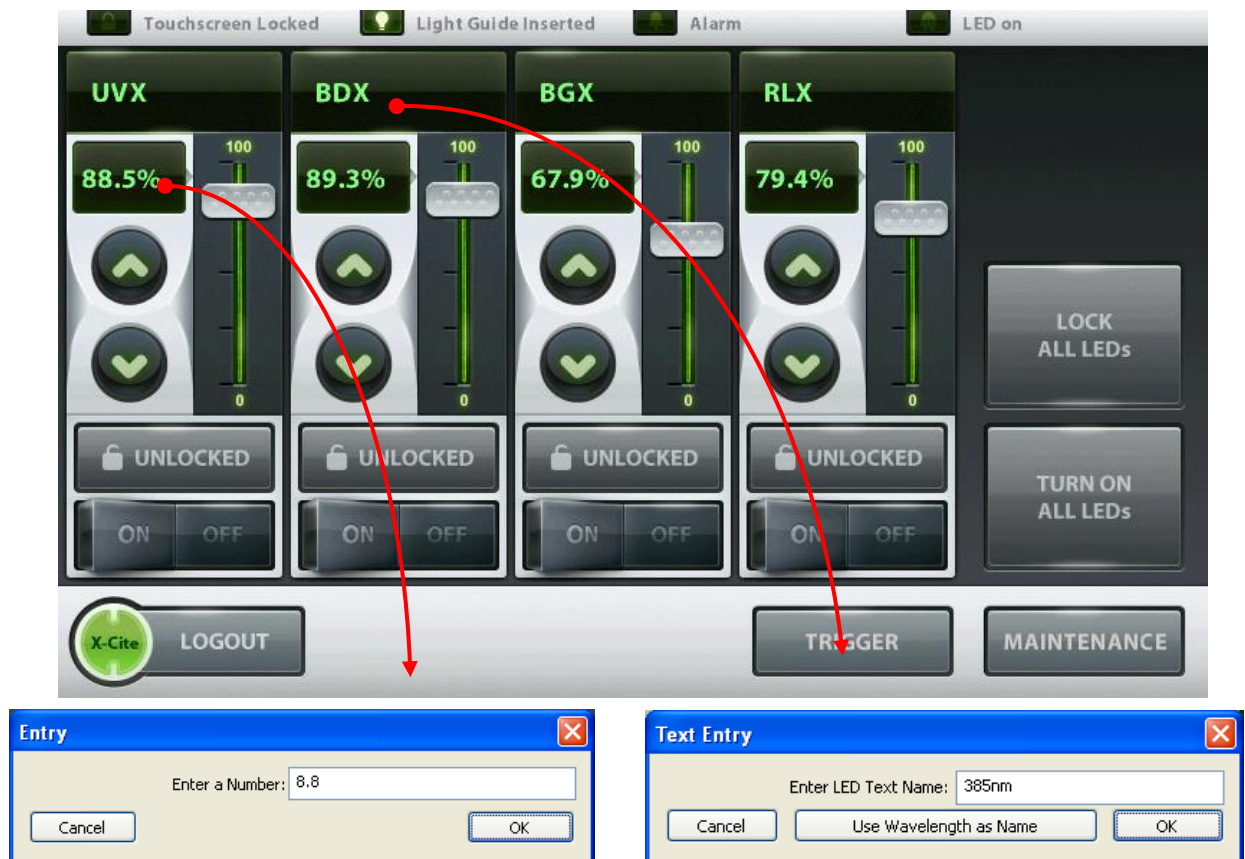 Touchscreen Locked Light Guide Inserted Alarm LED on
UVX BDX BGX RLX
100 100 100 100
88.5% 89.3% 67.9% 79.4%
0 0 0 0
LOCK
ALL LEDs
UNLOCKED UNLOCKED UNLOCKED UNLOCKED
TURN ON
ALL LEDs
ON OFF ON OFF ON OFF ON OFF
X-Cite LOGOUT TRIGGER MAINTENANCE
Entry
Enter a Number: 8.8
Cancel OK
Text Entry
Enter LED Text Name: 385nm
Cancel Use Wavelength as Name OK